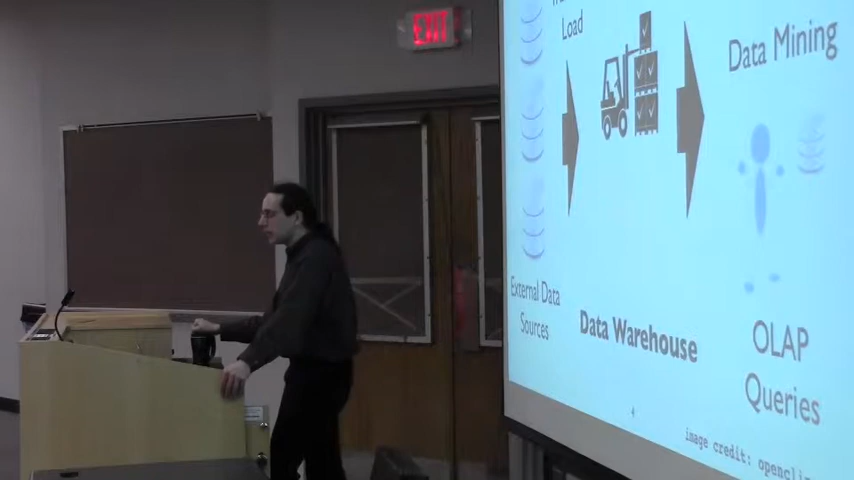 EXIT
Load
Data Mining
External Data
Sources
Data Warehouse
OLAP
Queries
image credit: